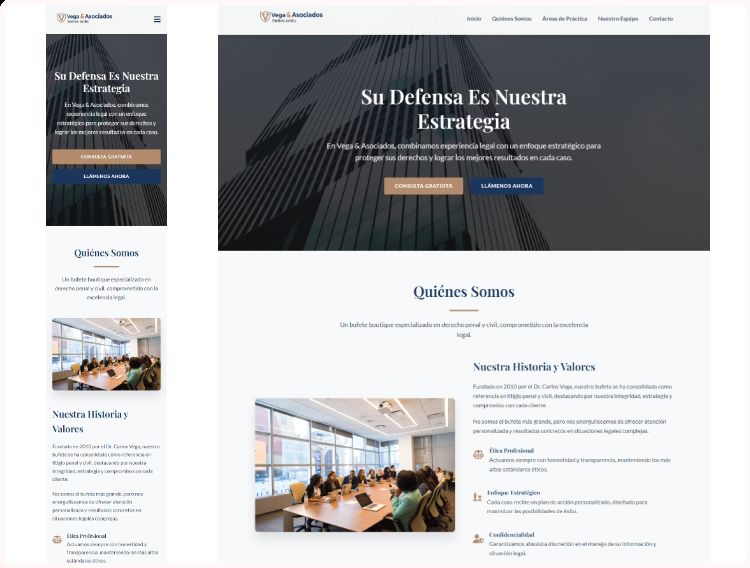 Vega & Asociados
Su Defensa Es Nuestra
Estrategia
En Vega & Asociados, combinamos
experiencia legal con un enfoque
estratégico para proteger sus derechos y
lograr los mejores resultados en cada caso.
CONSULTA GRATUITA
LLÁMENOS AHORA
Quiénes Somos
Un bufete boutique especializado en
derecho penal y civil, comprometido con la
excelencia legal.
Nuestra Historia y
Valores
Fundado en 2010 por el Dr. Carlos Vega, nuestro
bufete se ha consolidado como referencia en
litigio penal y civil, destacando por nuestra
integridad, estrategia y compromiso con cada
cliente.
No somos el bufete más grande, pero nos
enorgullecemos de ofrecer atención
personalizada y resultados concretos en
situaciones legales complejas.
Ética Profesional
Actuamos siempre con honestidad y
transparencia, manteniendo los más altos
estándares éticos.
Vega & Asociados
Inicio Quiénes Somos Áreas de Práctica Nuestro Equipo Contacto
Su Defensa Es Nuestra
Estrategia
En Vega & Asociados, combinamos experiencia legal con un enfoque estratégico para
proteger sus derechos y lograr los mejores resultados en cada caso.
CONSULTA GRATUITA LLÁMENOS AHORA
Quiénes Somos
Un bufete boutique especializado en derecho penal y civil, comprometido con la excelencia
legal.
Nuestra Historia y Valores
Fundado en 2010 por el Dr. Carlos Vega, nuestro bufete se ha consolidado como
referencia en litigio penal y civil, destacando por nuestra integridad, estrategia y
compromiso con cada cliente.
No somos el bufete más grande, pero nos enorgullecemos de ofrecer atención
personalizada y resultados concretos en situaciones legales complejas.
Ética Profesional
Actuamos siempre con honestidad y transparencia, manteniendo los más
altos estándares éticos.
Enfoque Estratégico
Cada caso recibe un plan de acción personalizado, diseñado para
maximizar las posibilidades de éxito.
Confidencialidad
Garantizamos absoluta discreción en el manejo de su información y
situación legal.